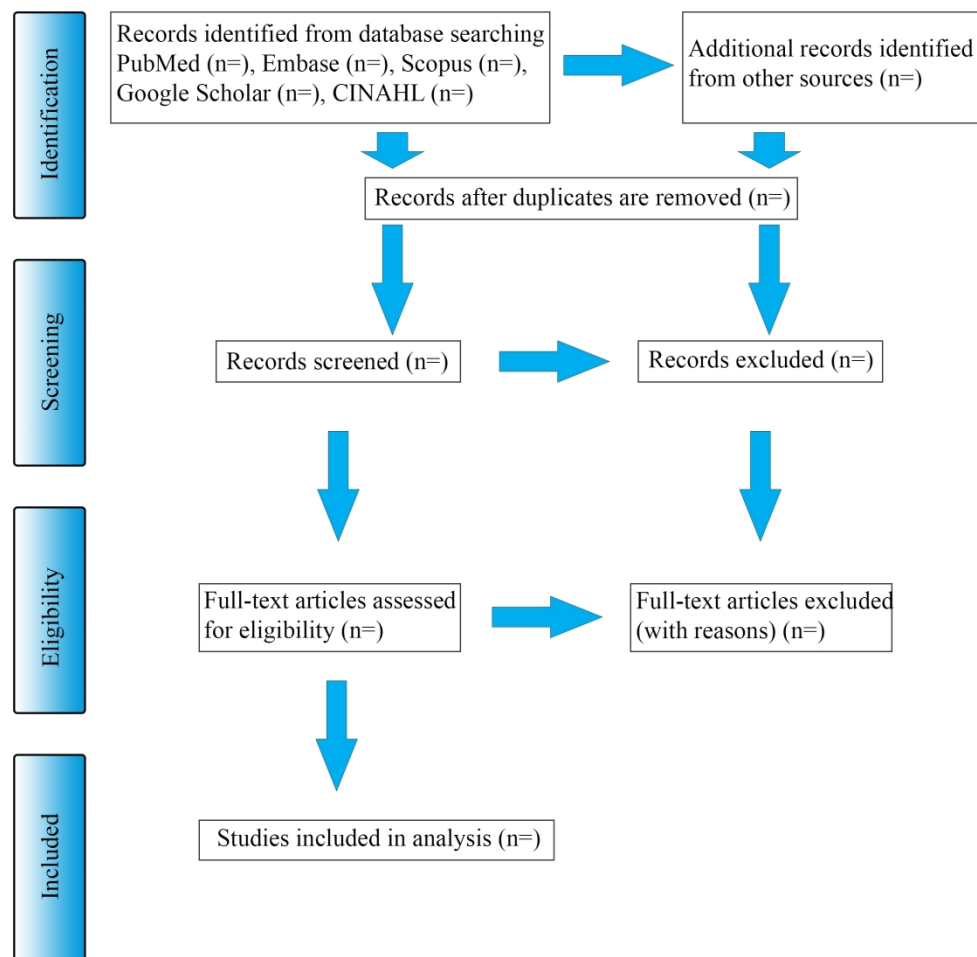 Identification
Records identified from database searching
PubMed (n=), Embase (n=), Scopus (n=),
Google Scholar (n=), CINAHL (n=)
Additional records identified
from other sources (n=)
Records after duplicates are removed (n=)
Screening
Records screened (n=)
Records excluded (n=)
Eligibility
Full-text articles assessed
for eligibility (n=)
Full-text articles excluded
(with reasons) (n=)
Included
Studies included in analysis (n=)